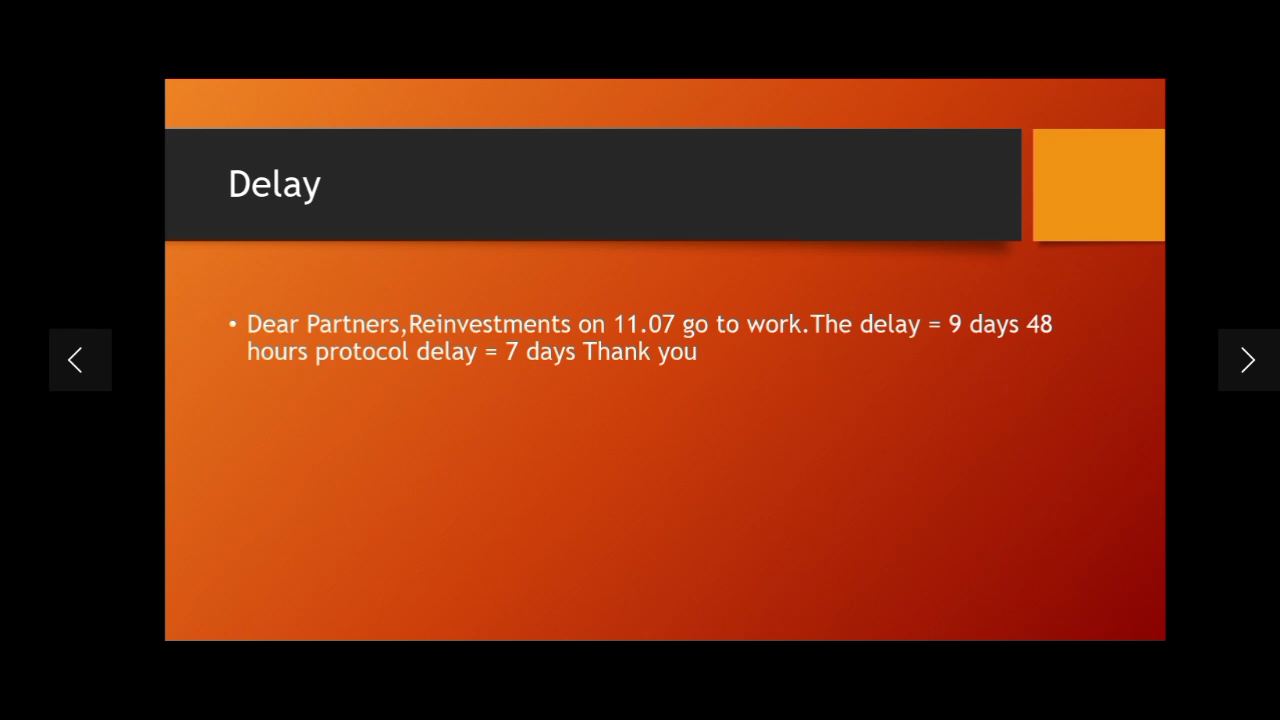 Delay
• Dear Partners,Reinvestments on 11.07 go to work.The delay = 9 days 48
hours protocol delay = 7 days Thank you